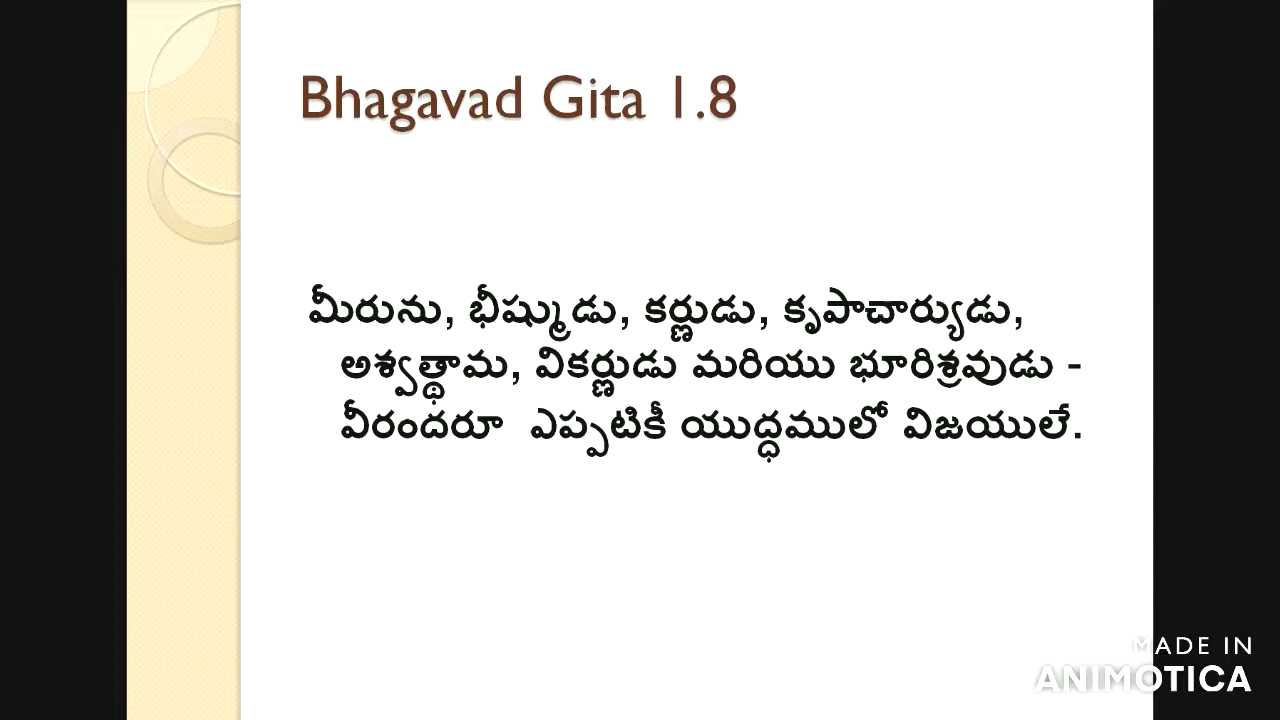 Bhagavad Gita 1.8
మీరును, భీష్ముడు, కర్ణుడు, కృపాచార్యుడు,
అశ్వత్థామ, వికర్ణుడు మరియు భూరిశ్రవుడు -
వీరందరూ ఎప్పటికీ యుద్ధములో విజయులే.
MADE IN
ANIMOTICA